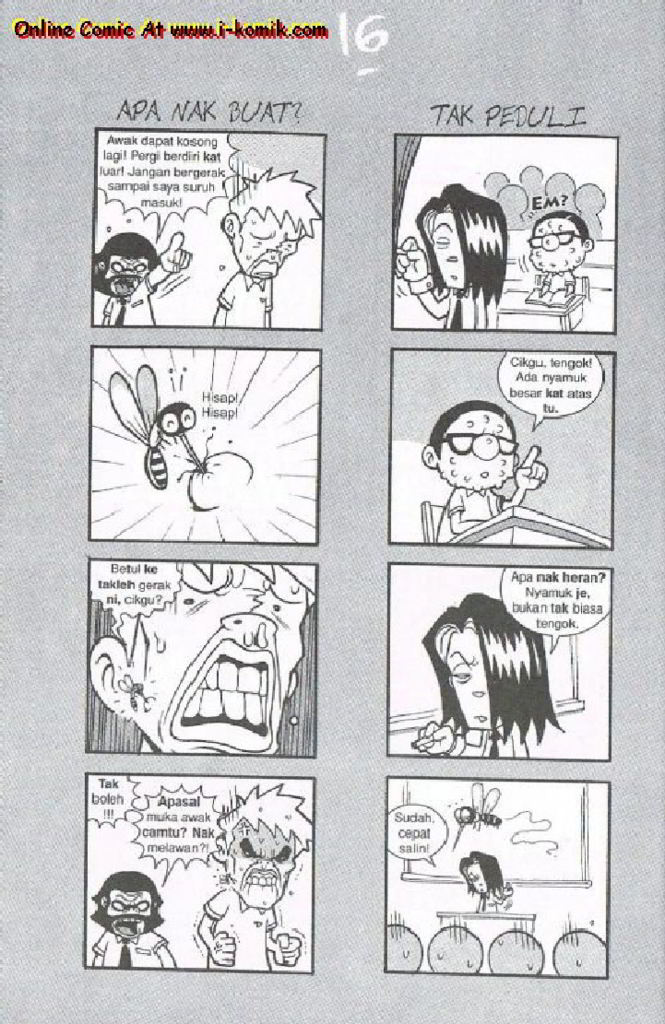 Online Comic At www.i-komik.com
16
APA NAK BUAT?
Awak dapat kosong
lagi! Pergi berdiri kat
luar! Jangan bergerak
sampai saya suruh
masuk!
Hisap!
Hisap!
Betul ke
takleh gerak
ni, cikgu?
Tak
boleh
!!!
Apasal
muka awak
camtu? Nak
melawan?!
TAK PEDULI
EM?
Cikgu, tengok!
Ada nyamuk
besar kat atas
tu.
Apa nak heran?
Nyamuk je,
bukan tak biasa
tengok.
Sudah,
cepat
salin!